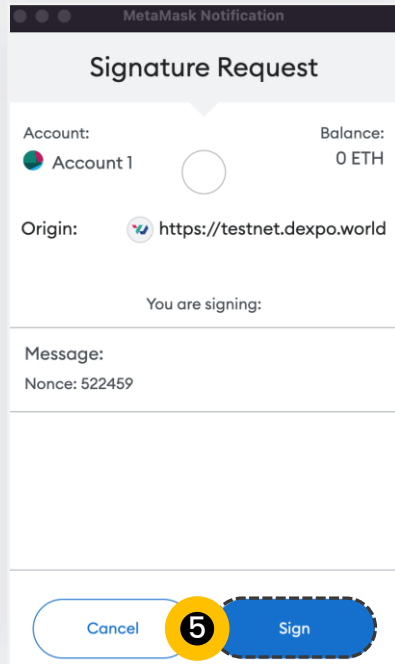 MetaMask Notification
Signature Request
Account:
Balance:
Account 1
0 ETH
Origin:
https://testnet.dexpo.world
You are signing:
Message:
Nonce: 522459
Cancel
5
Sign